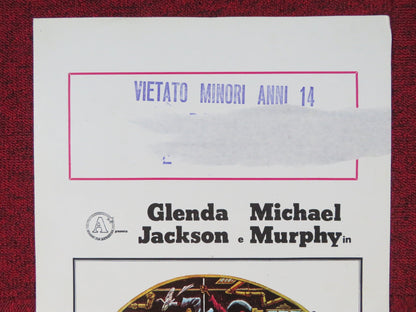 VIETATO MINORI ANNI 14
Glenda Michael
Jackson e Murphy in